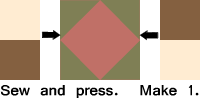 Sew and press. Make 1.